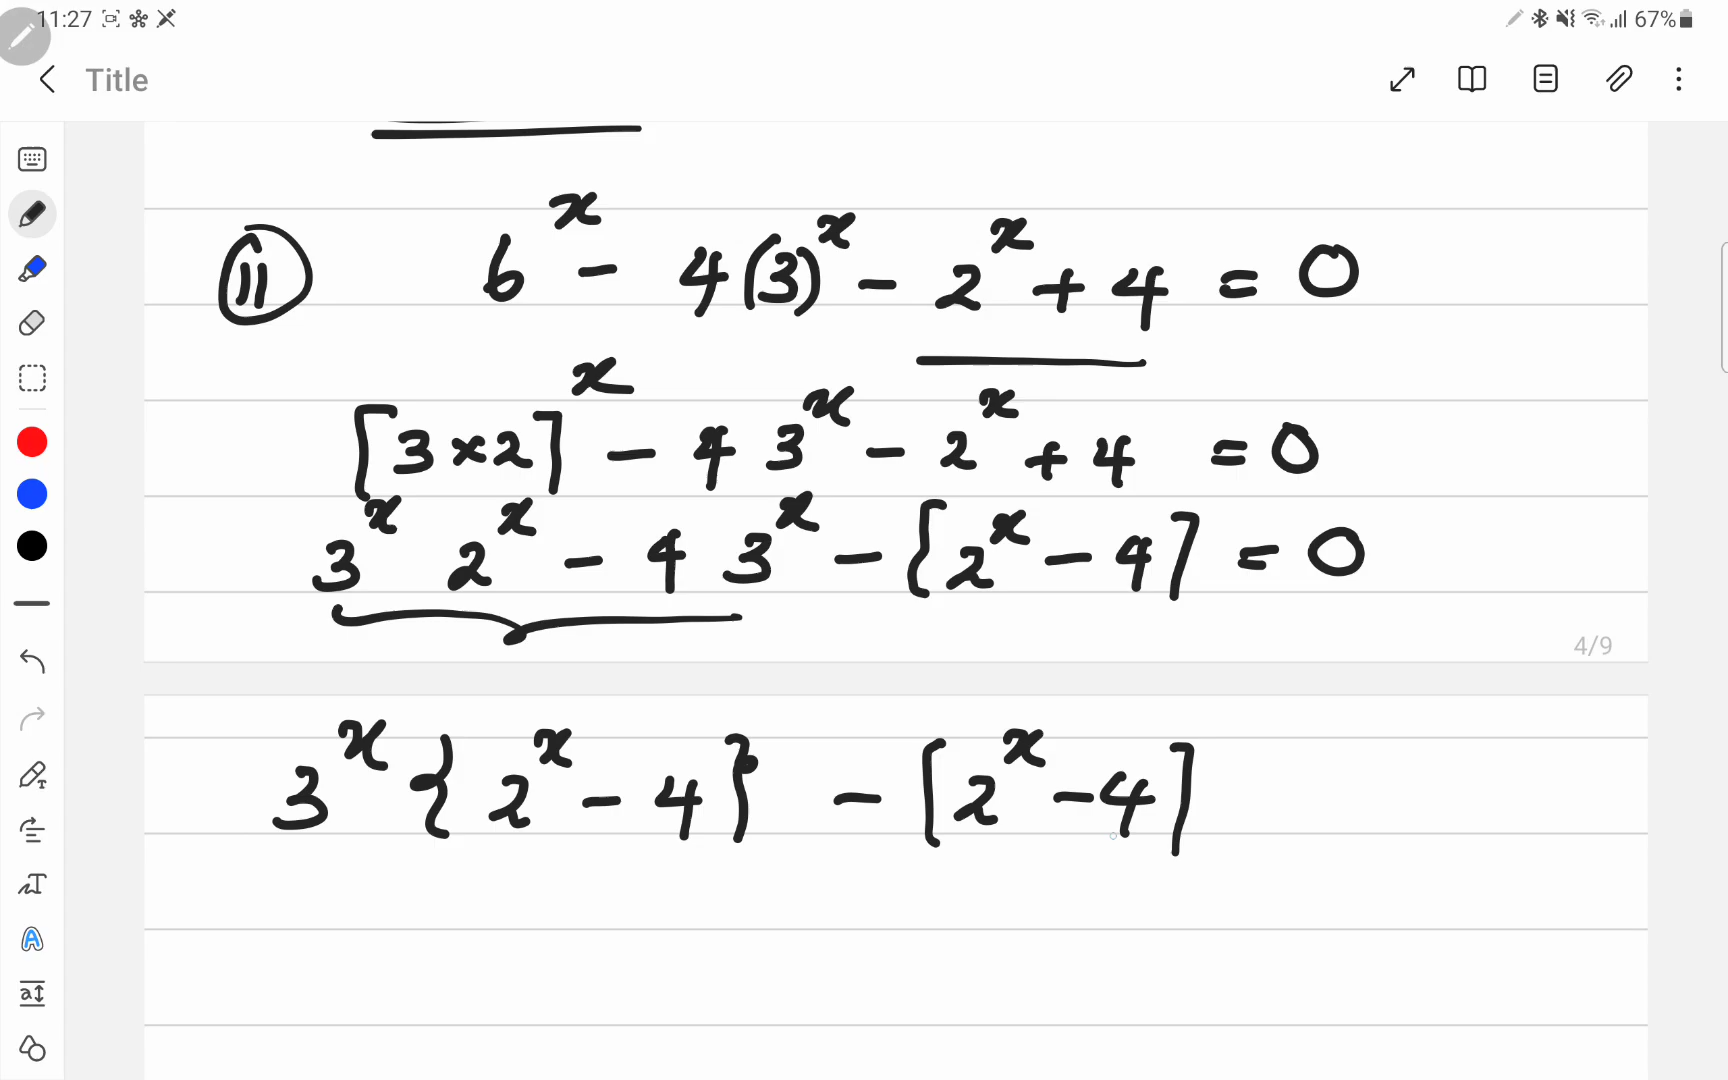 11:27 67%
Title
(11) 6^x - 4(3)^x - 2^x + 4 = 0
[3×2]^x - 4 3^x - 2^x + 4 = 0
3^x 2^x - 4 3^x - [2^x - 4] = 0
4/9
3^x { 2^x - 4 } - [2^x - 4]